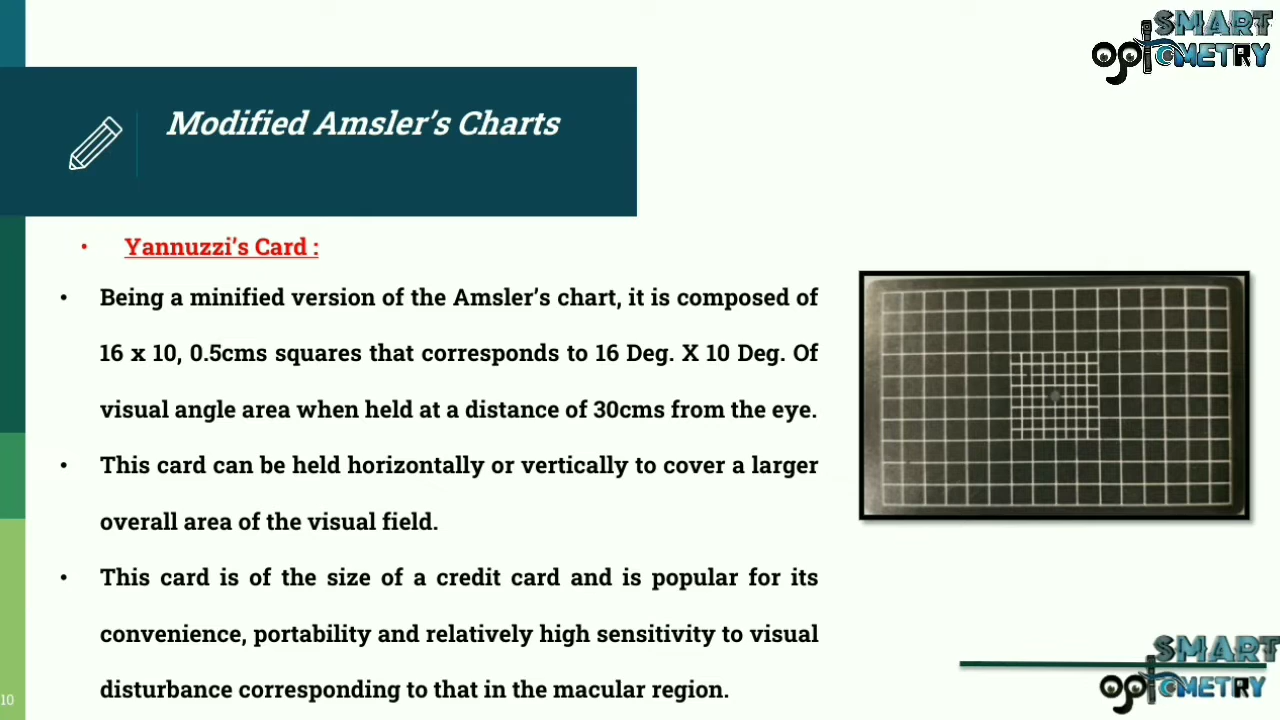 SMART
OptOMETRY
Modified Amsler's Charts
• Yannuzzi's Card :
• Being a minified version of the Amsler's chart, it is composed of
16 x 10, 0.5cms squares that corresponds to 16 Deg. X 10 Deg. Of
visual angle area when held at a distance of 30cms from the eye.
• This card can be held horizontally or vertically to cover a larger
overall area of the visual field.
• This card is of the size of a credit card and is popular for its
convenience, portability and relatively high sensitivity to visual
disturbance corresponding to that in the macular region.
10
SMART
OptOMETRY